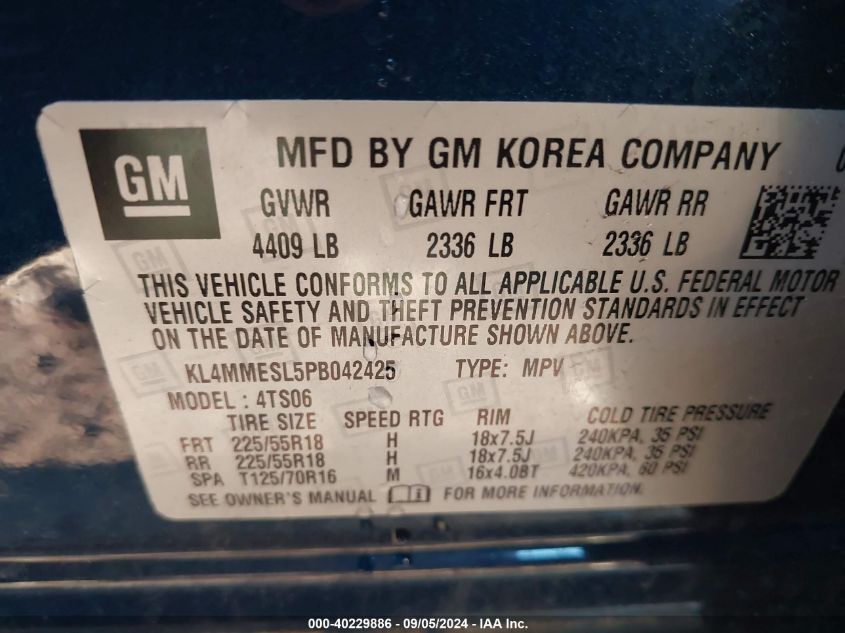 GM
MFD BY GM KOREA COMPANY
GVWR GAWR FRT GAWR RR
4409 LB 2336 LB 2336 LB
THIS VEHICLE CONFORMS TO ALL APPLICABLE U.S. FEDERAL MOTOR
VEHICLE SAFETY AND THEFT PREVENTION STANDARDS IN EFFECT
ON THE DATE OF MANUFACTURE SHOWN ABOVE.
KL4MMESL5PB042425 TYPE: MPV
MODEL : 4TS06
TIRE SIZE SPEED RTG RIM COLD TIRE PRESSURE
FRT 225/55R18 H 18x7.5J 240KPA, 35 PSI
RR 225/55R18 H 18x7.5J 240KPA, 35 PSI
SPA T125/70R16 M 16x4.0BT 420KPA, 60 PSI
SEE OWNER'S MANUAL FOR MORE INFORMATION.
000-40229886 - 09/05/2024 - IAA Inc.